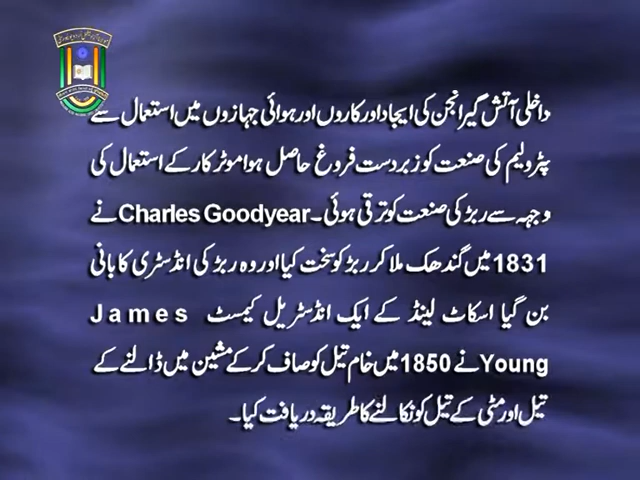 داخلی آتش گیر انجن کی ایجاد اور کاروں اور ہوائی جہازوں میں استعمال سے
پٹرولیم کی صنعت کو زبردست فروغ حاصل ہوا موٹر کار کے استعمال کی
وجہہ سے ربڑ کی صنعت کو ترقی ہوئی۔ Charles Goodyear نے
1831 میں گندھک ملا کر ربڑ کو سخت کیا اور وہ ربڑ کی انڈسٹری کا بانی
بن گیا اسکاٹ لینڈ کے ایک انڈسٹریل کیمسٹ James
Young نے 1850 میں خام تیل کو صاف کر کے مشین میں ڈالنے کے
تیل اور مٹی کے تیل کو نکالنے کا طریقہ دریافت کیا۔